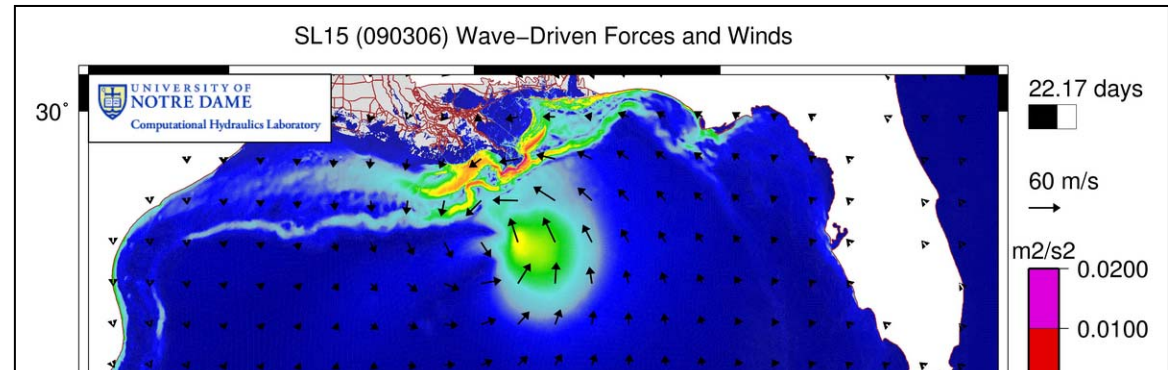 SL15 (090306) Wave−Driven Forces and Winds
UNIVERSITY OF
NOTRE DAME
Computational Hydraulics Laboratory
30˚
22.17 days
60 m/s
m2/s2
0.0200
0.0100